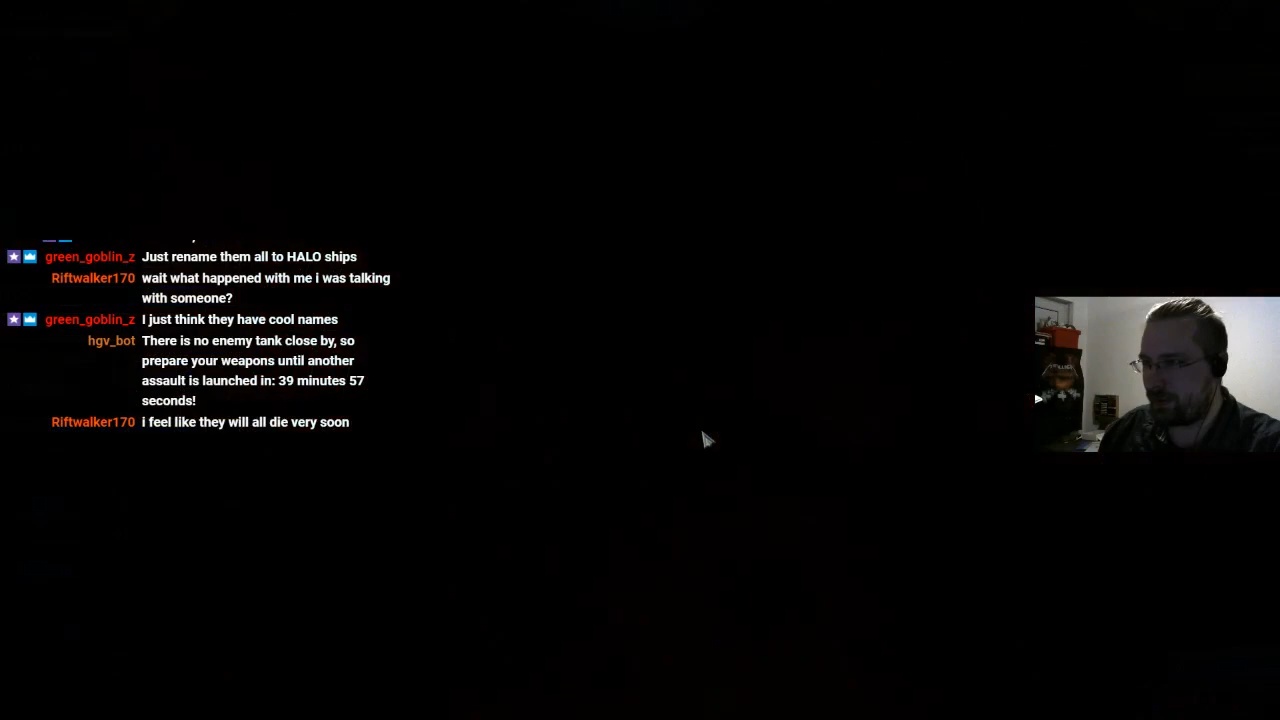 green_goblin_z Just rename them all to HALO ships
Riftwalker170 wait what happened with me i was talking
with someone?
green_goblin_z I just think they have cool names
hgv_bot There is no enemy tank close by, so
prepare your weapons until another
assault is launched in: 39 minutes 57
seconds!
Riftwalker170 i feel like they will all die very soon